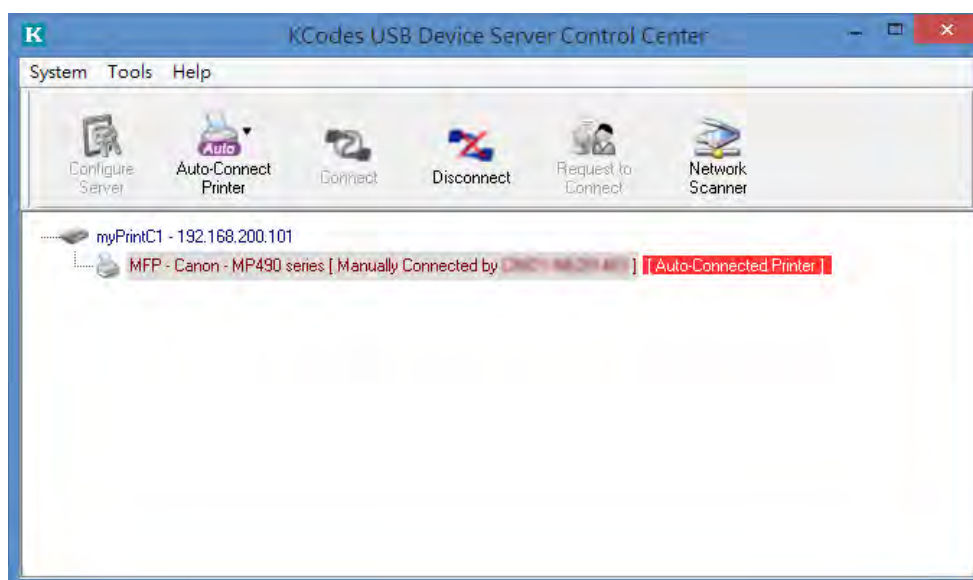 K
KCodes USB Device Server Control Center
System Tools Help
Configure Server
Auto-Connect Printer
Connect
Disconnect
Request to Connect
Network Scanner
myPrintC1 - 192.168.200.101
MFP - Canon - MP490 series [ Manually Connected by ] [ Auto-Connected Printer ]